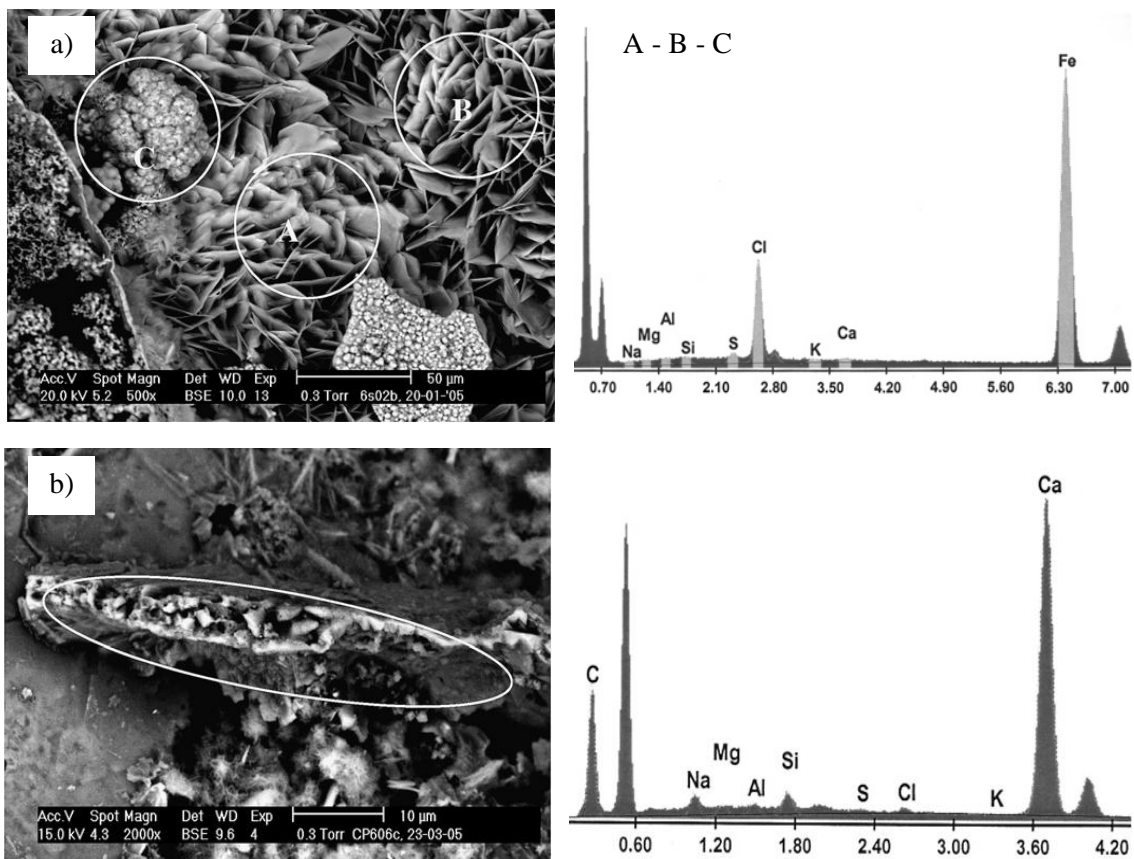 a)
C
B
A
Acc.V Spot Magn Det WD Exp 50 µm
20.0 kV 5.2 500x BSE 10.0 13 0.3 Torr 6s02b, 20-01-'05
A - B - C
Fe
Cl
Al
Mg
Na
Si
S
K
Ca
0.70 1.40 2.10 2.80 3.50 4.20 4.90 5.60 6.30 7.00
b)
Acc.V Spot Magn Det WD Exp 10 µm
15.0 kV 4.3 2000x BSE 9.6 4 0.3 Torr CP606c, 23-03-05
Ca
C
Mg
Na
Al
Si
S
Cl
K
0.60 1.20 1.80 2.40 3.00 3.60 4.20